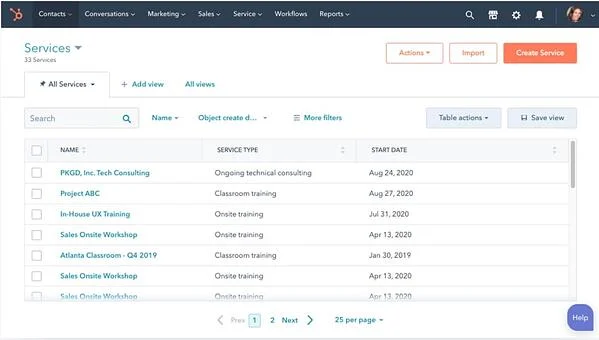 Contacts Conversations Marketing Sales Service Workflows Reports
Services
33 Services
Actions Import Create Service
All Services + Add view All views
Search Name Object create d... More filters Table actions Save view
NAME SERVICE TYPE START DATE
PKGD, Inc. Tech Consulting Ongoing technical consulting Aug 24, 2020
Project ABC Classroom training Aug 27, 2020
In-House UX Training Onsite training Jul 31, 2020
Sales Onsite Workshop Onsite training Apr 13, 2020
Atlanta Classroom - Q4 2019 Classroom training Jan 30, 2019
Sales Onsite Workshop Onsite training Apr 13, 2020
Sales Onsite Workshop Onsite training Apr 13, 2020
Prev 1 2 Next 25 per page
Help